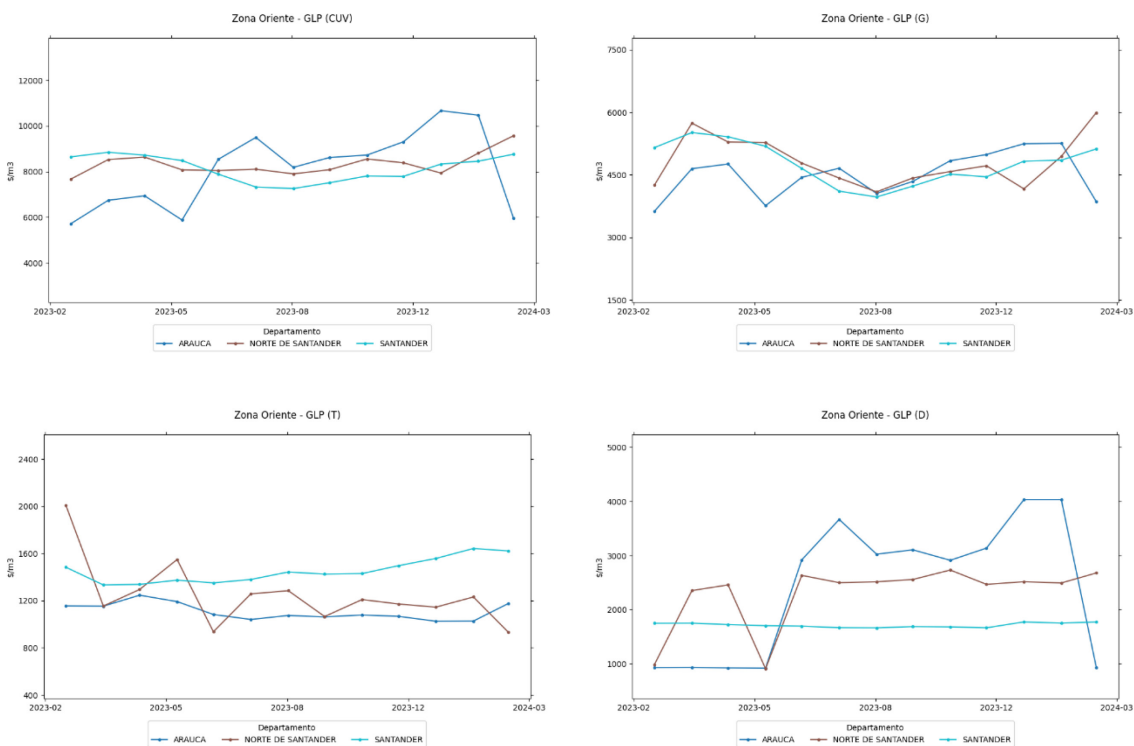 Zona Oriente - GLP (CUV)
$/m3
12000
10000
8000
6000
4000
2023-02 2023-05 2023-08 2023-12 2024-03
Departamento
ARAUCA NORTE DE SANTANDER SANTANDER
Zona Oriente - GLP (G)
$/m3
7500
6000
4500
3000
1500
2023-02 2023-05 2023-08 2023-12 2024-03
Departamento
ARAUCA NORTE DE SANTANDER SANTANDER
Zona Oriente - GLP (T)
$/m3
2400
2000
1600
1200
800
400
2023-02 2023-05 2023-08 2023-12 2024-03
Departamento
ARAUCA NORTE DE SANTANDER SANTANDER
Zona Oriente - GLP (D)
$/m3
5000
4000
3000
2000
1000
2023-02 2023-05 2023-08 2023-12 2024-03
Departamento
ARAUCA NORTE DE SANTANDER SANTANDER